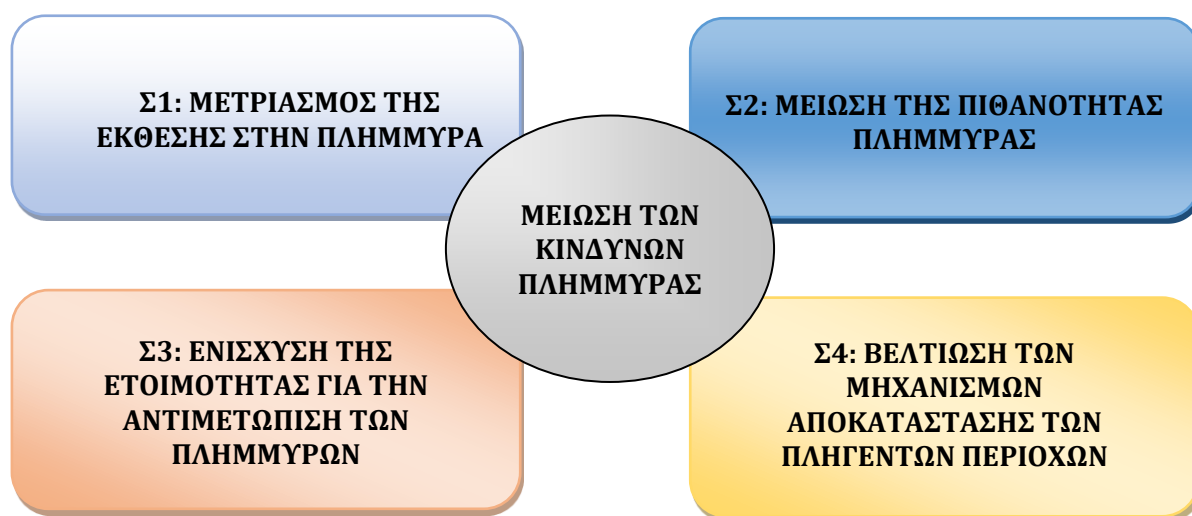 Σ1: ΜΕΤΡΙΑΣΜΟΣ ΤΗΣ
ΕΚΘΕΣΗΣ ΣΤΗΝ ΠΛΗΜΜΥΡΑ
Σ2: ΜΕΙΩΣΗ ΤΗΣ ΠΙΘΑΝΟΤΗΤΑΣ
ΠΛΗΜΜΥΡΑΣ
ΜΕΙΩΣΗ ΤΩΝ
ΚΙΝΔΥΝΩΝ
ΠΛΗΜΜΥΡΑΣ
Σ3: ΕΝΙΣΧΥΣΗ ΤΗΣ
ΕΤΟΙΜΟΤΗΤΑΣ ΓΙΑ ΤΗΝ
ΑΝΤΙΜΕΤΩΠΙΣΗ ΤΩΝ
ΠΛΗΜΜΥΡΩΝ
Σ4: ΒΕΛΤΙΩΣΗ ΤΩΝ
ΜΗΧΑΝΙΣΜΩΝ
ΑΠΟΚΑΤΑΣΤΑΣΗΣ ΤΩΝ
ΠΛΗΓΕΝΤΩΝ ΠΕΡΙΟΧΩΝ